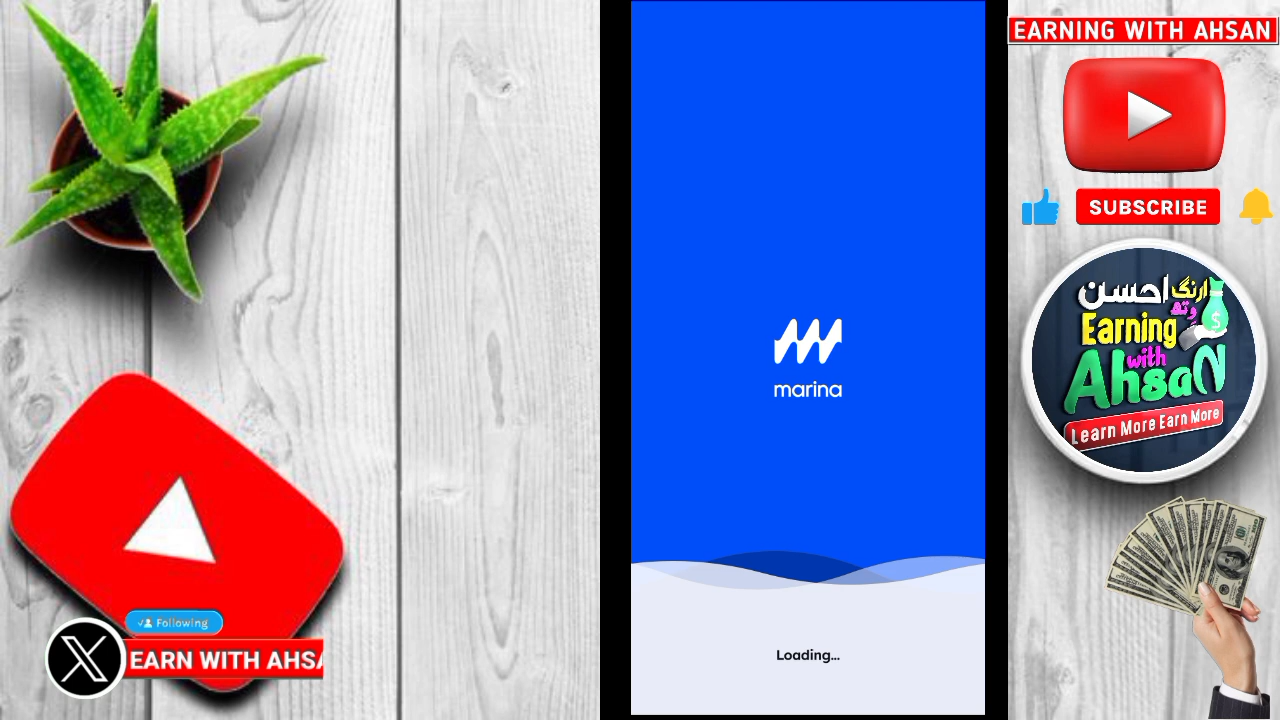 EARNING WITH AHSAN
SUBSCRIBE
ارنگ
وتھ
احسن
Earning
with
Ahsan
Learn More Earn More
marina
Loading...
Following
EARN WITH AHSA